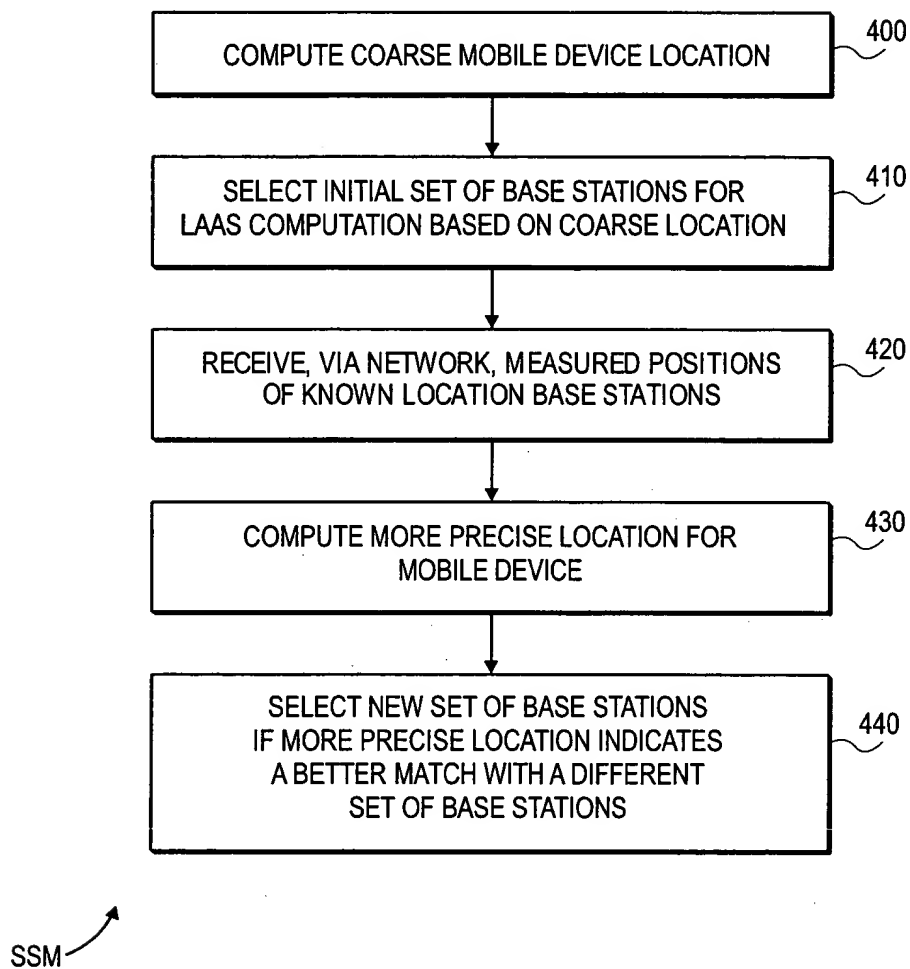 COMPUTE COARSE MOBILE DEVICE LOCATION
400
SELECT INITIAL SET OF BASE STATIONS FOR
LAAS COMPUTATION BASED ON COARSE LOCATION
410
RECEIVE, VIA NETWORK, MEASURED POSITIONS
OF KNOWN LOCATION BASE STATIONS
420
COMPUTE MORE PRECISE LOCATION FOR
MOBILE DEVICE
430
SELECT NEW SET OF BASE STATIONS
IF MORE PRECISE LOCATION INDICATES
A BETTER MATCH WITH A DIFFERENT
SET OF BASE STATIONS
440
SSM